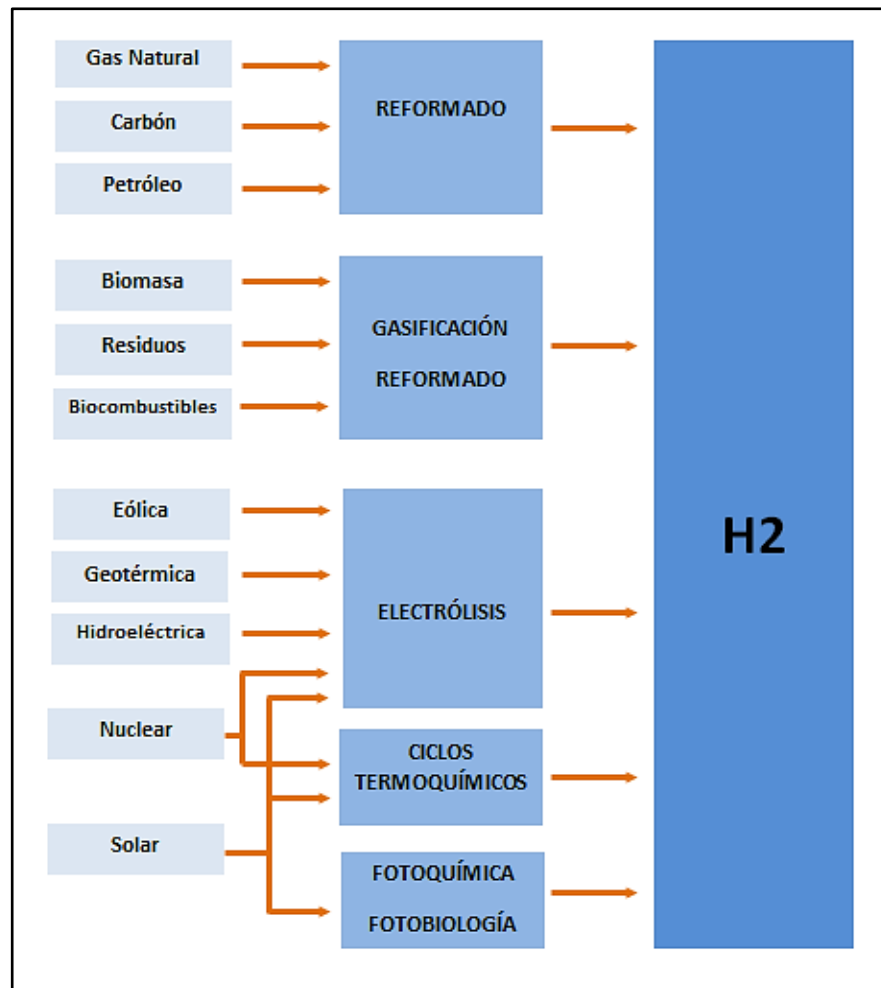 Gas Natural
Carbón
Petróleo
REFORMADO
Biomasa
Residuos
Biocombustibles
GASIFICACIÓN
REFORMADO
Eólica
Geotérmica
Hidroeléctrica
Nuclear
Solar
ELECTRÓLISIS
CICLOS
TERMOQUÍMICOS
FOTOQUÍMICA
FOTOBIOLOGÍA
H2